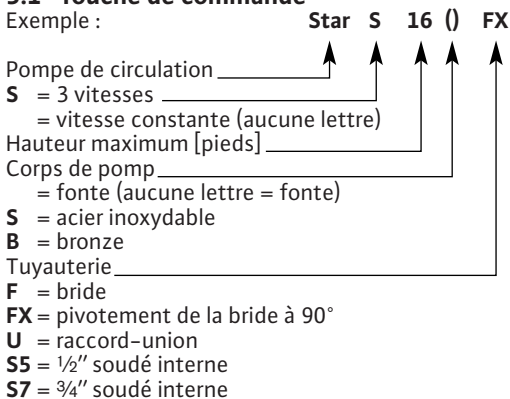 Exemple : Star S 16 () FX
Pompe de circulation
S = 3 vitesses
= vitesse constante (aucune lettre)
Hauteur maximum [pieds]
Corps de pomp
= fonte (aucune lettre = fonte)
S = acier inoxydable
B = bronze
Tuyauterie
F = bride
FX = pivotement de la bride à 90°
U = raccord-union
S5 = ½″ soudé interne
S7 = ¾″ soudé interne